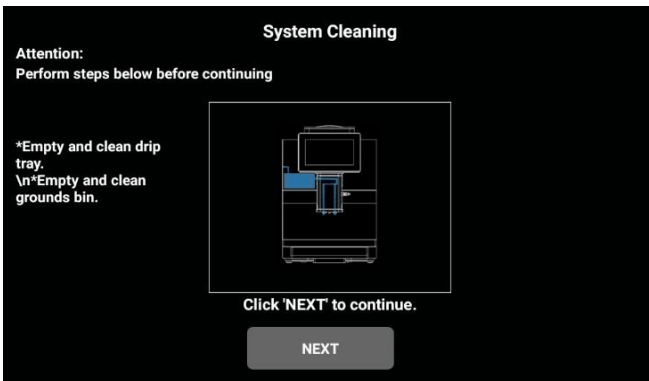 System Cleaning
Attention:
Perform steps below before continuing
*Empty and clean drip
tray.
\n*Empty and clean
grounds bin.
Click 'NEXT' to continue.
NEXT